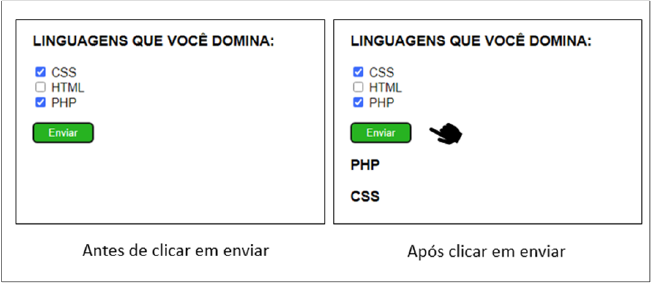 LINGUAGENS QUE VOCÊ DOMINA:
CSS
HTML
PHP
Enviar
Antes de clicar em enviar
LINGUAGENS QUE VOCÊ DOMINA:
CSS
HTML
PHP
Enviar
PHP
CSS
Após clicar em enviar